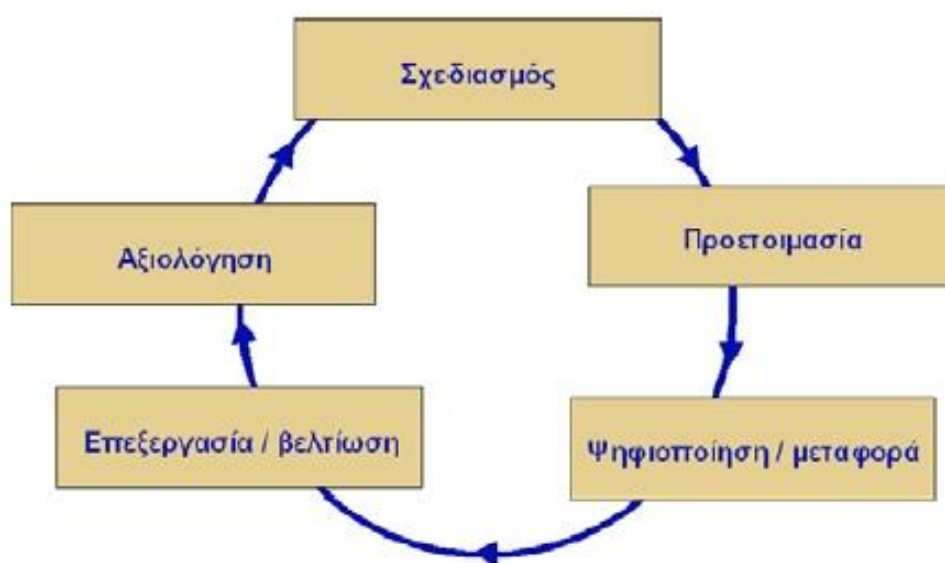 Σχεδιασμός
Προετοιμασία
Ψηφιοποίηση / μεταφορά
Επεξεργασία / βελτίωση
Αξιολόγηση